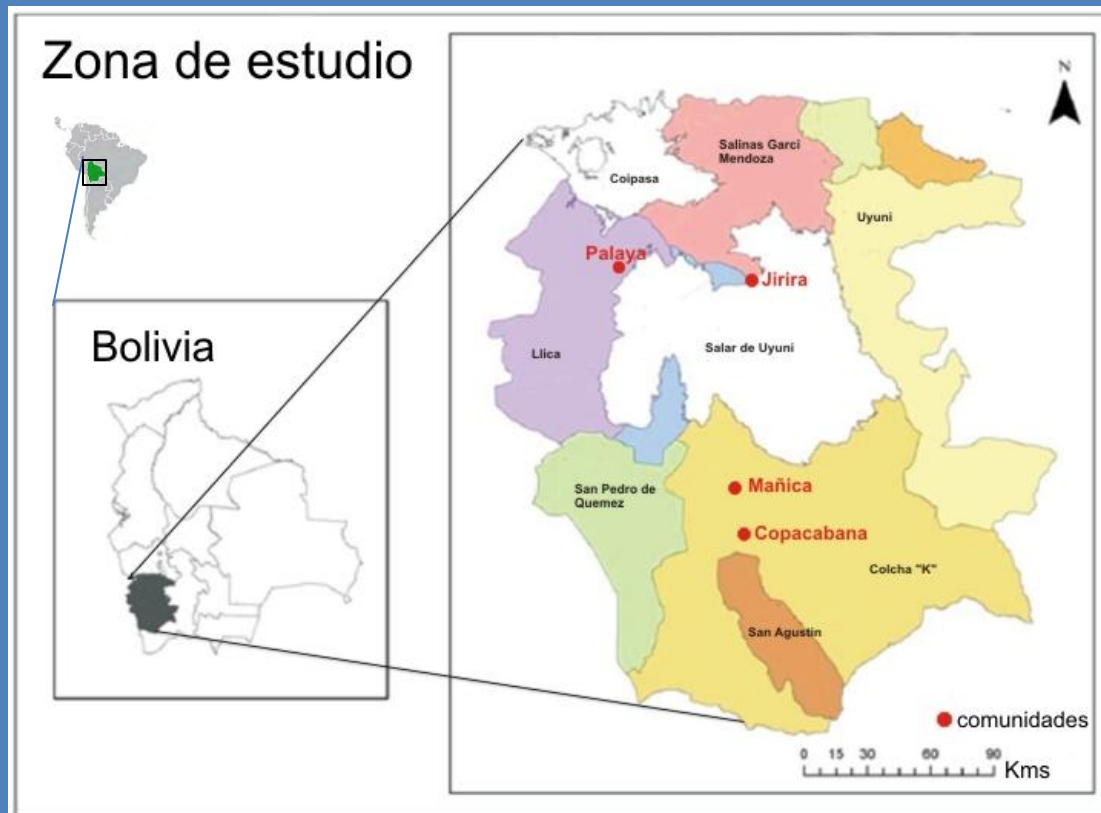 Zona de estudio
Bolivia
N
Salinas Garci
Mendoza
Coipasa
Uyuni
Palaya
Jirira
Llica
Salar de Uyuni
San Pedro de
Quemez
Mañica
Copacabana
Colcha "K"
San Agustin
comunidades
0 15 30 60 90
Kms